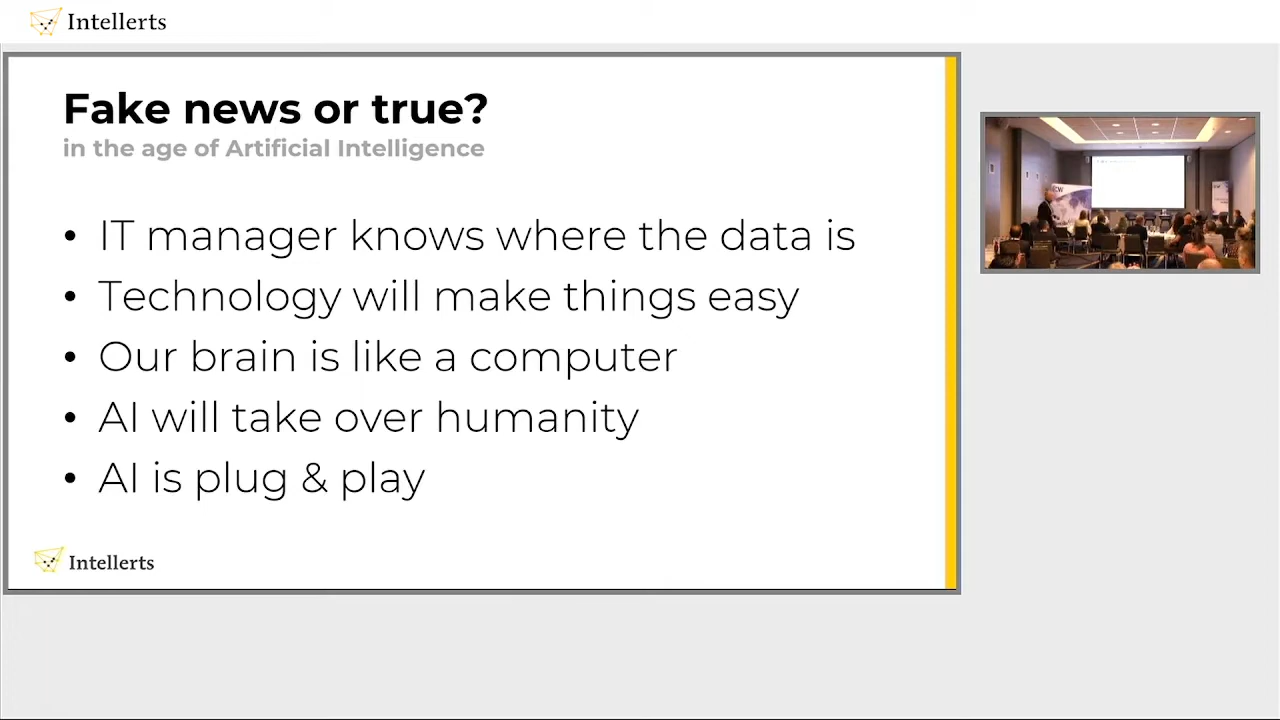 Intellerts
Fake news or true?
in the age of Artificial Intelligence
• IT manager knows where the data is
• Technology will make things easy
• Our brain is like a computer
• AI will take over humanity
• AI is plug & play
Intellerts